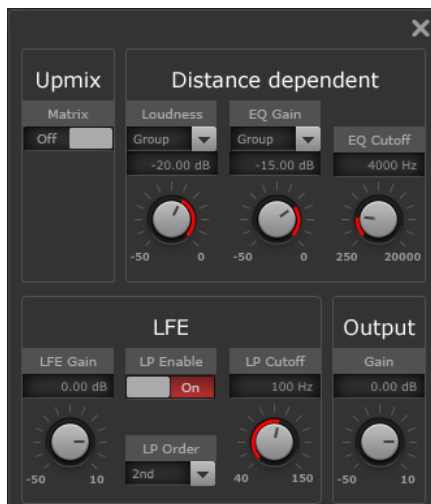 Upmix
Distance dependent
Matrix
Loudness
EQ Gain
Off
Group
Group
EQ Cutoff
-20.00 dB
-15.00 dB
4000 Hz
-50
0
-50
0
250
20000
LFE
Output
LFE Gain
LP Enable
LP Cutoff
Gain
0.00 dB
On
100 Hz
0.00 dB
LP Order
2nd
-50
10
40
150
-50
10